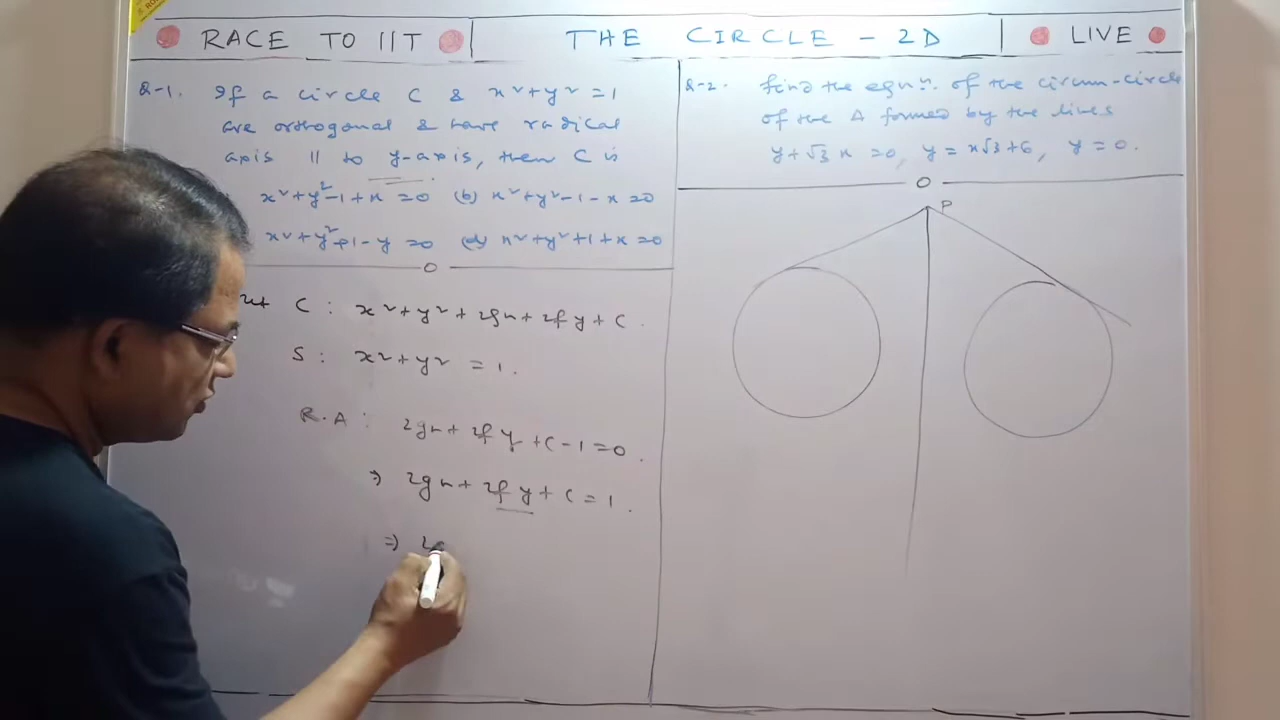 RACE TO IIT
THE CIRCLE - 2D
LIVE
Q-1. If a circle C & x²+y²=1
are orthogonal & have radical
axis || to y-axis, then C is
x²+y²-1+x=0 (b) x²+y²-1-x=0
x²+y²+1-y=0 (d) x²+y²+1+x=0
O
C: x²+y²+2gx+2fy+C.
S: x²+y²=1.
R.A: 2gx+2fy+C-1=0.
⇒ 2gx+2fy+C=1.
⇒
Q-2. Find the eqnⁿ. of the circum-circle
of the Δ formed by the lines
y+√3x=0, y=x√3+6, y=0.
O
P